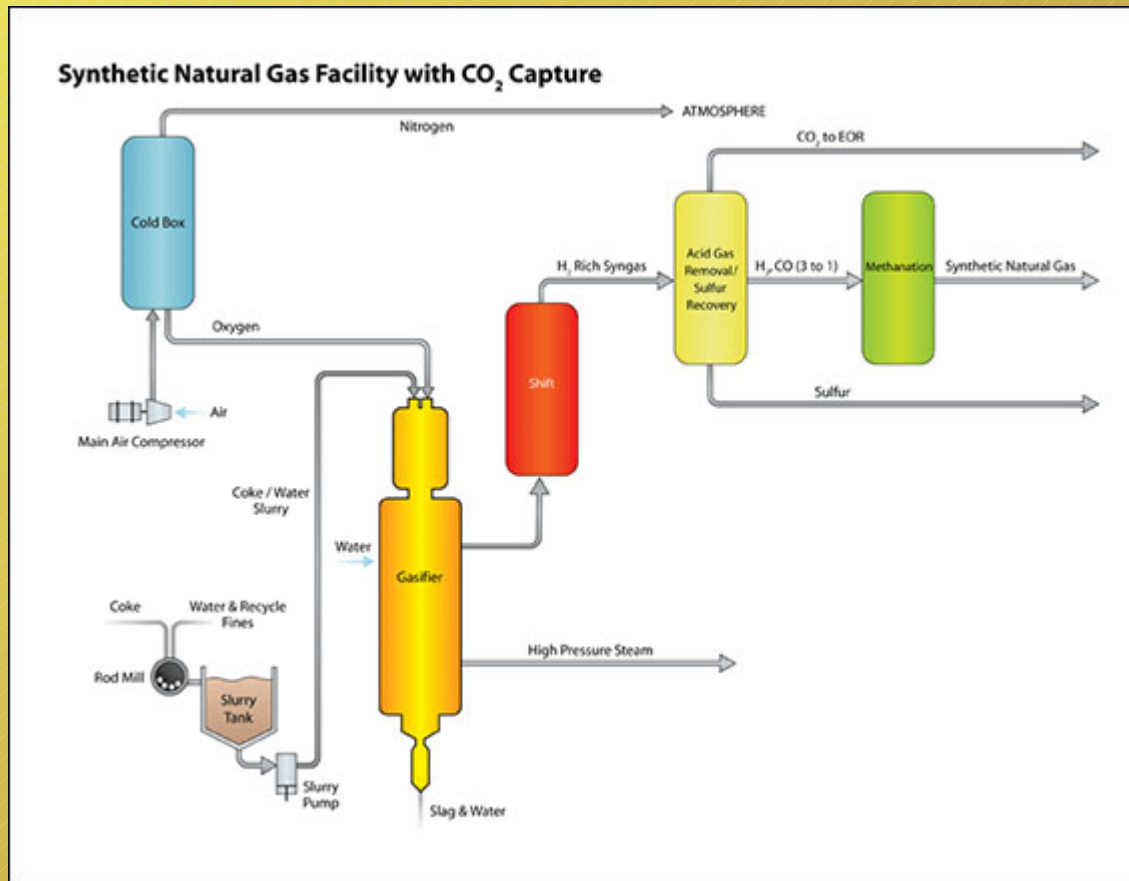 Synthetic Natural Gas Facility with CO₂ Capture
Nitrogen
ATMOSPHERE
CO₂ to EOR
Cold Box
Acid Gas
Removal/
Sulfur
Recovery
H₂ Rich Syngas
H₂, CO (3 to 1)
Methanation
Synthetic Natural Gas
Oxygen
Shift
Sulfur
Air
Main Air Compressor
Coke / Water
Slurry
Water
Gasifier
Coke
Water & Recycle
Fines
High Pressure Steam
Rod Mill
Slurry
Tank
Slurry
Pump
Slag & Water